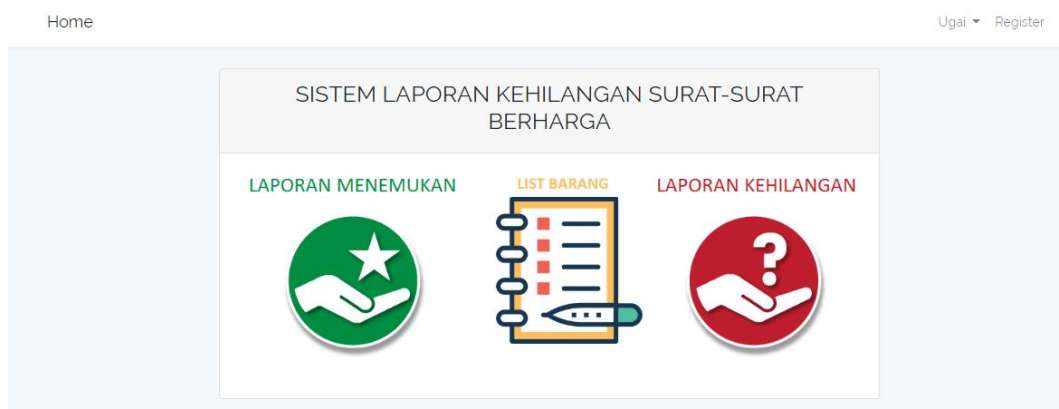 Home
Ugai Register
SISTEM LAPORAN KEHILANGAN SURAT-SURAT
BERHARGA
LAPORAN MENEMUKAN
LIST BARANG
LAPORAN KEHILANGAN
?